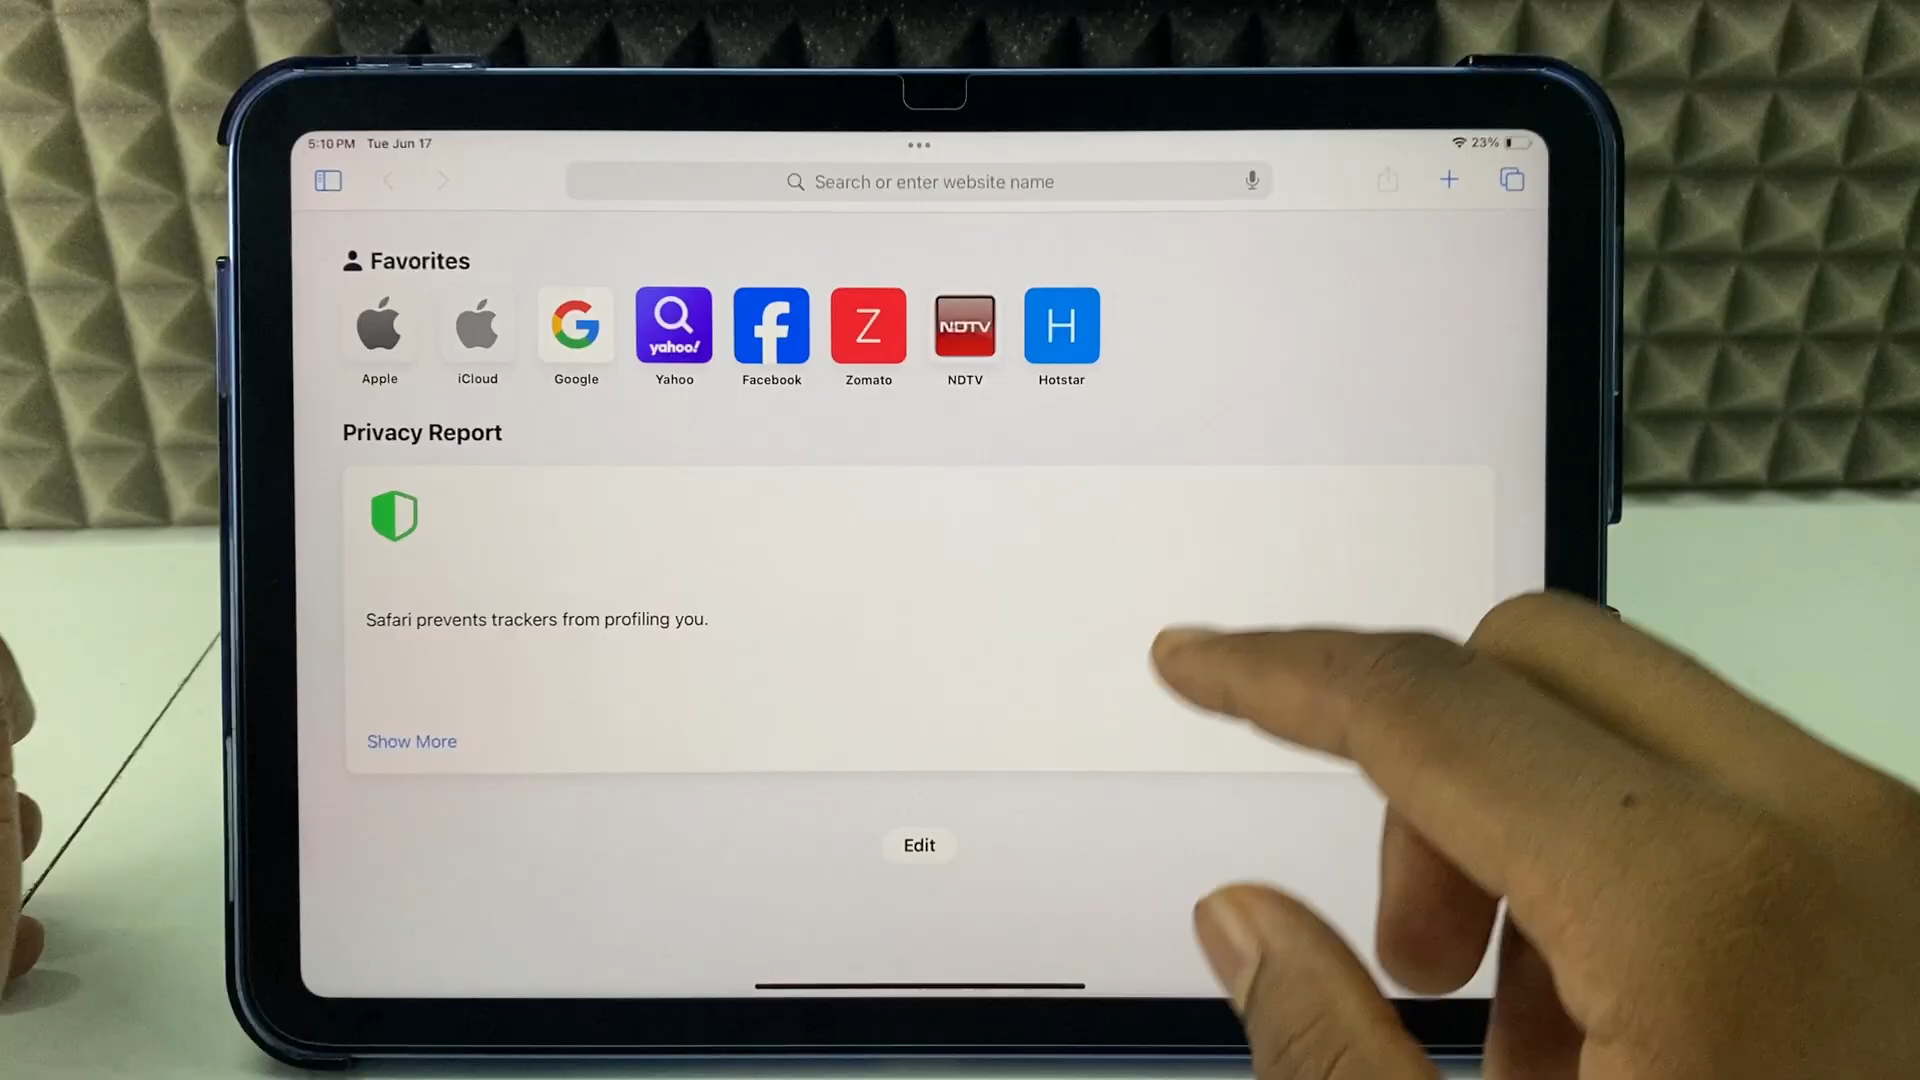 5:10 PM Tue Jun 17
23%
Search or enter website name
Favorites
yahoo!
Z
NDTV
H
Apple
iCloud
Google
Yahoo
Facebook
Zomato
NDTV
Hotstar
Privacy Report
Safari prevents trackers from profiling you.
Show More
Edit